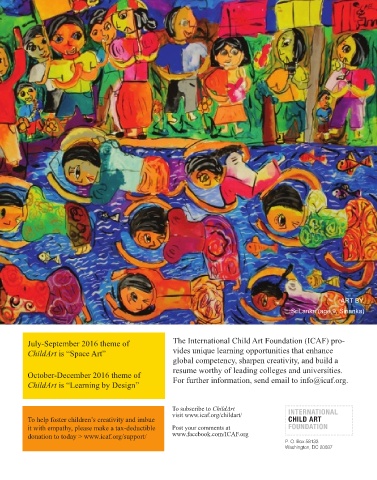 ART BY
July-September 2016 theme of
ChildArt is “Space Art”
October-December 2016 theme of
ChildArt is “Learning by Design”
To help foster children's creativity and imbue
it with empathy, please make a tax-deductible
donation to today > www.icaf.org/support/
The International Child Art Foundation (ICAF) pro-
vides unique learning opportunities that enhance
global competency, sharpen creativity, and build a
resume worthy of leading colleges and universities.
For further information, send email to info@icaf.org.
To subscribe to ChildArt
visit www.icaf.org/childart/
Post your comments at
www.facebook.com/ICAF.org
INTERNATIONAL
CHILD ART
FOUNDATION
P. O. Box
Washington, DC 20007